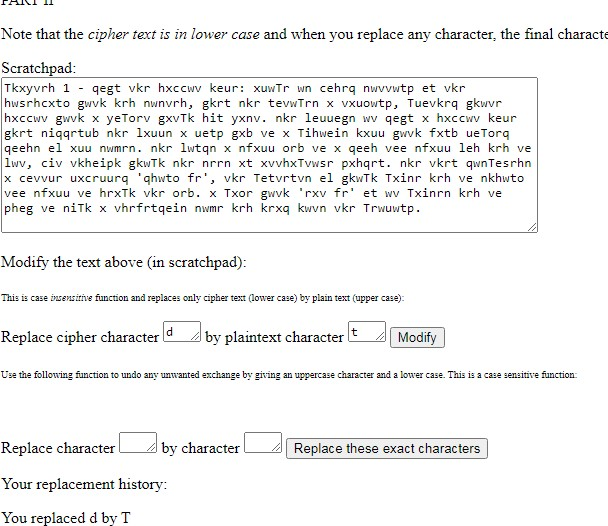 PART II
Note that the cipher text is in lower case and when you replace any character, the final characte
Scratchpad:
Tkxyvrh 1 - qegt vkr hxccwv keur: xuwTr wn cehrq nwvvwtp et vkr
hwsrhcxto gwvk krh nwnvrh, gkrt nkr tevwTrn x vxuowtp, Tuevkrq gkwvr
hxccwv gwvk x yeTorv gxvTk hit yxnv. nkr leuuegn wv qegt x hxccwv keur
gkrt niqqrtub nkr lxuun x uetp gxb ve x Tihwein kxuu gwvk fxtb ueTorq
qeehn el xuu nwmrn. nkr lwtqn x nfxuu orb ve x qeeh vee nfxuu leh krh ve
lwv, civ vkheipk gkwTk nkr nrrn xt xvvhxTvwsr pxhqrt. nkr vkrt qwnTesrhn
x cevvur uxcruurq 'qhwto fr', vkr Tetvrtvn el gkwTk Txinr krh ve nkhwto
vee nfxuu ve hrxTk vkr orb. x Txor gwvk 'rxv fr' et wv Txinrn krh ve
pheg ve niTk x vhrfrtqein nwmr krh krxq kwvn vkr Trwuwtp.
Modify the text above (in scratchpad):
This is case insensitive function and replaces only cipher text (lower case) by plain text (upper case):
Replace cipher character d by plaintext character t Modify
Use the following function to undo any unwanted exchange by giving an uppercase character and a lower case. This is a case sensitive function:
Replace character by character Replace these exact characters
Your replacement history:
You replaced d by T